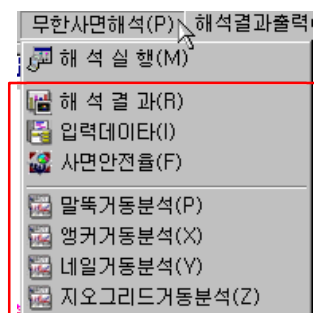 무한사면해석(P) 해석결과출력
해 석 실 행(M)
해 석 결 과(R)
입력데이타(I)
사면안전율(F)
말뚝거동분석(P)
앵커거동분석(X)
네일거동분석(Y)
지오그리드거동분석(Z)